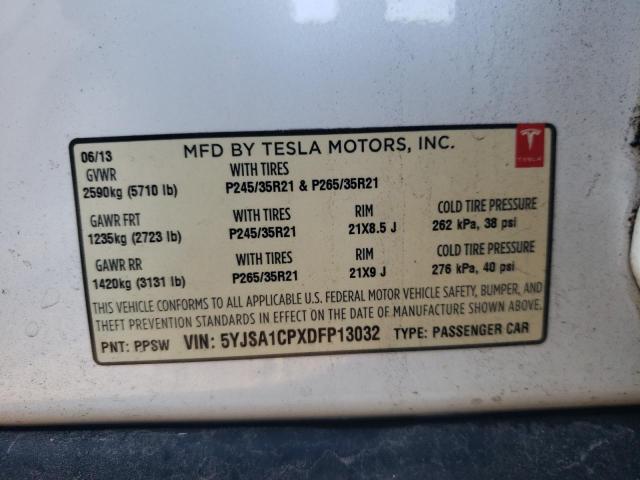 06/13 MFD BY TESLA MOTORS, INC.
TESLA
GVWR WITH TIRES
2590kg (5710 lb) P245/35R21 & P265/35R21
GAWR FRT WITH TIRES RIM COLD TIRE PRESSURE
1235kg (2723 lb) P245/35R21 21X8.5 J 262 kPa, 38 psi
GAWR RR WITH TIRES RIM COLD TIRE PRESSURE
1420kg (3131 lb) P265/35R21 21X9 J 276 kPa, 40 psi
THIS VEHICLE CONFORMS TO ALL APPLICABLE U.S. FEDERAL MOTOR VEHICLE SAFETY, BUMPER, AND
THEFT PREVENTION STANDARDS IN EFFECT ON THE DATE OF MANUFACTURE SHOWN ABOVE.
PNT: PPSW VIN: 5YJSA1CPXDFP13032 TYPE: PASSENGER CAR